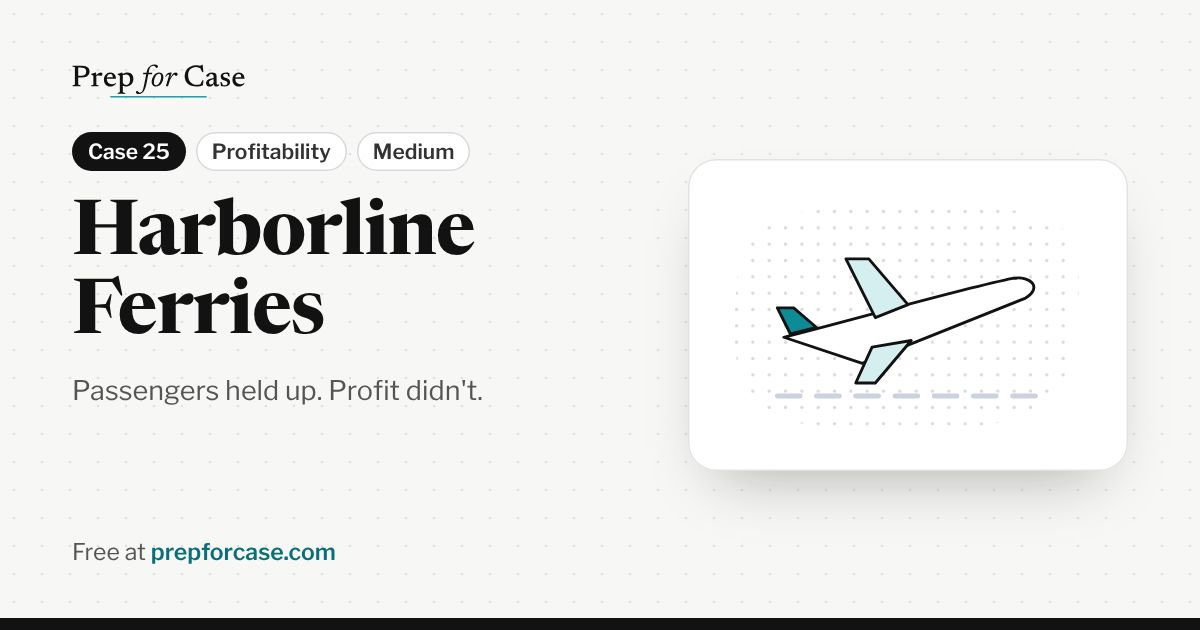 Prep for Case
Case 25 Profitability Medium
Harborline
Ferries
Passengers held up. Profit didn't.
Free at prepforcase.com